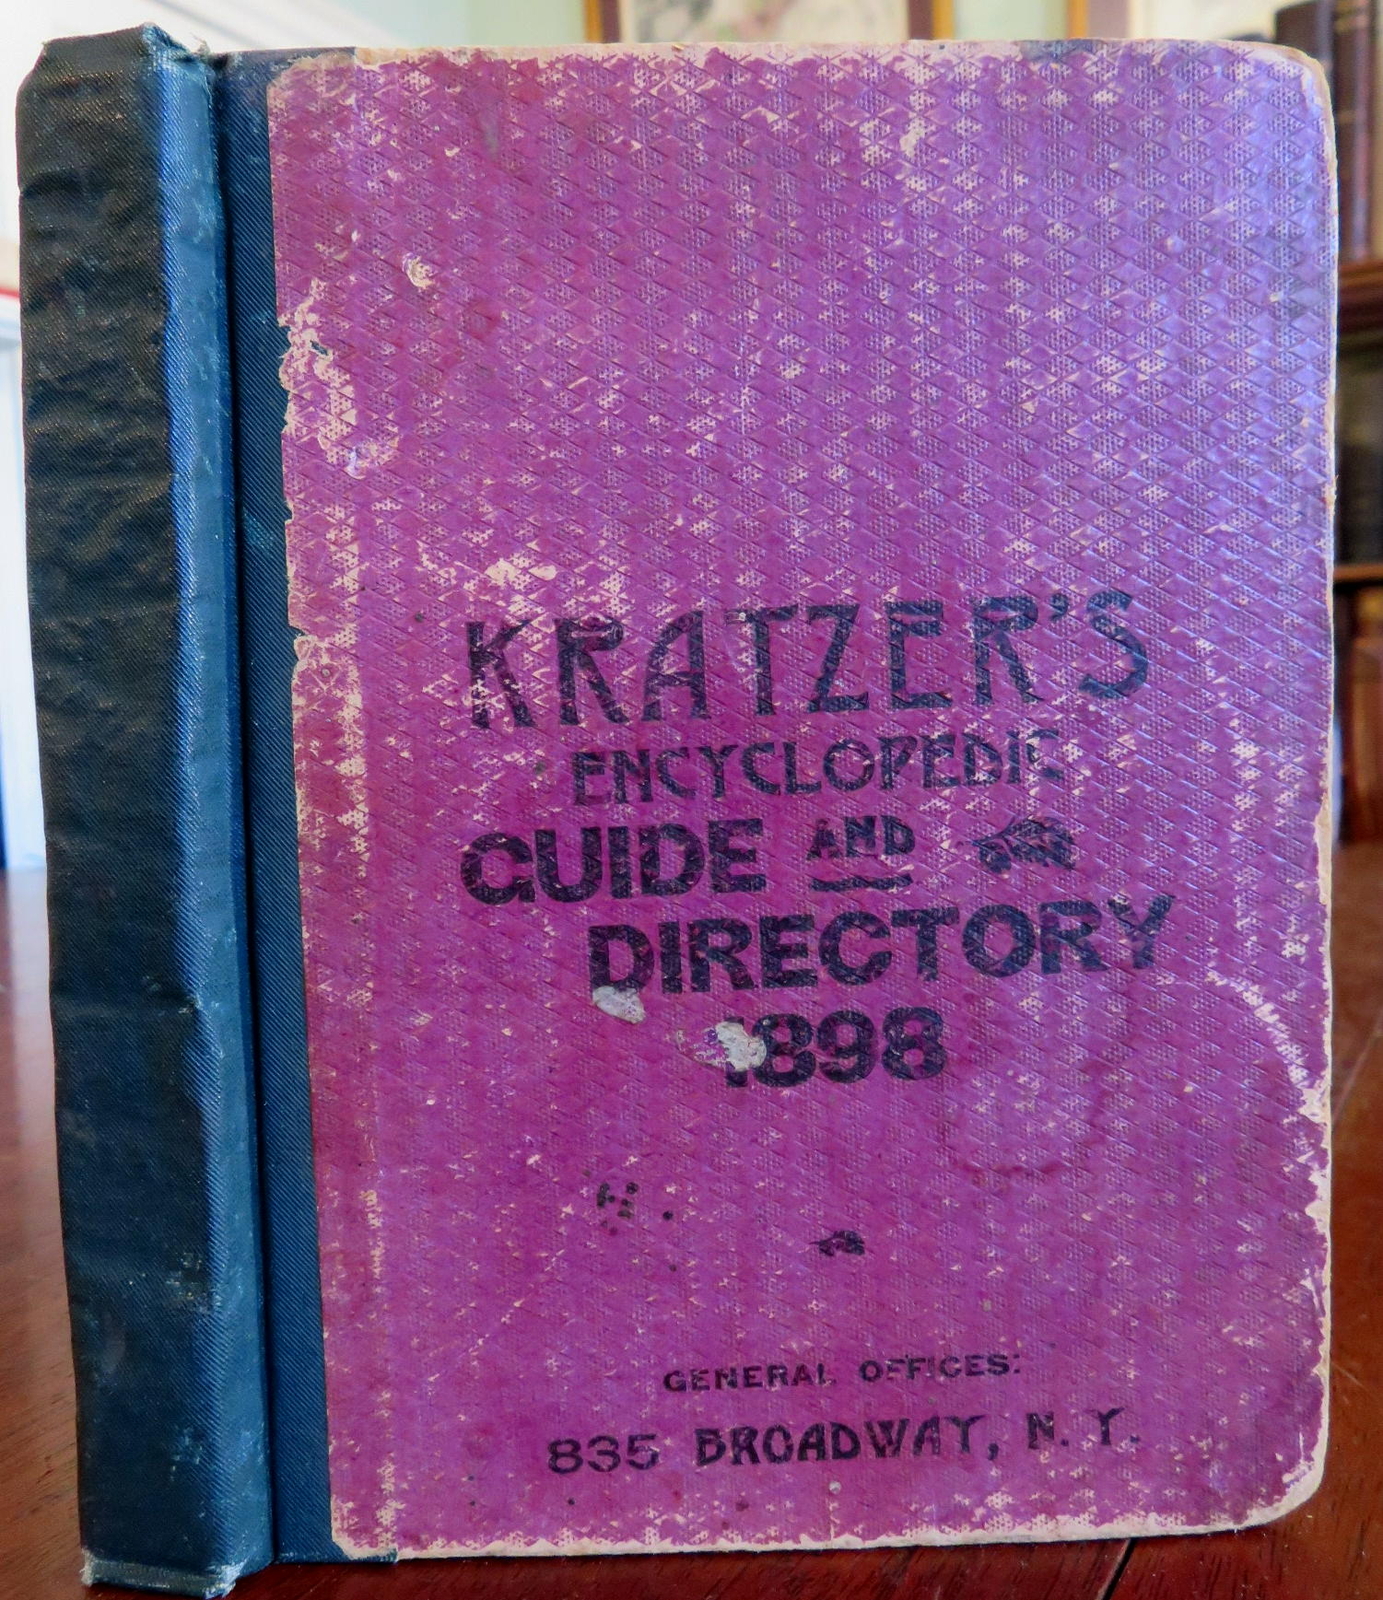 KRATZER'S
ENCYCLOPEDIC
GUIDE AND
DIRECTORY
1898
GENERAL OFFICES:
835 BROADWAY, N. Y.